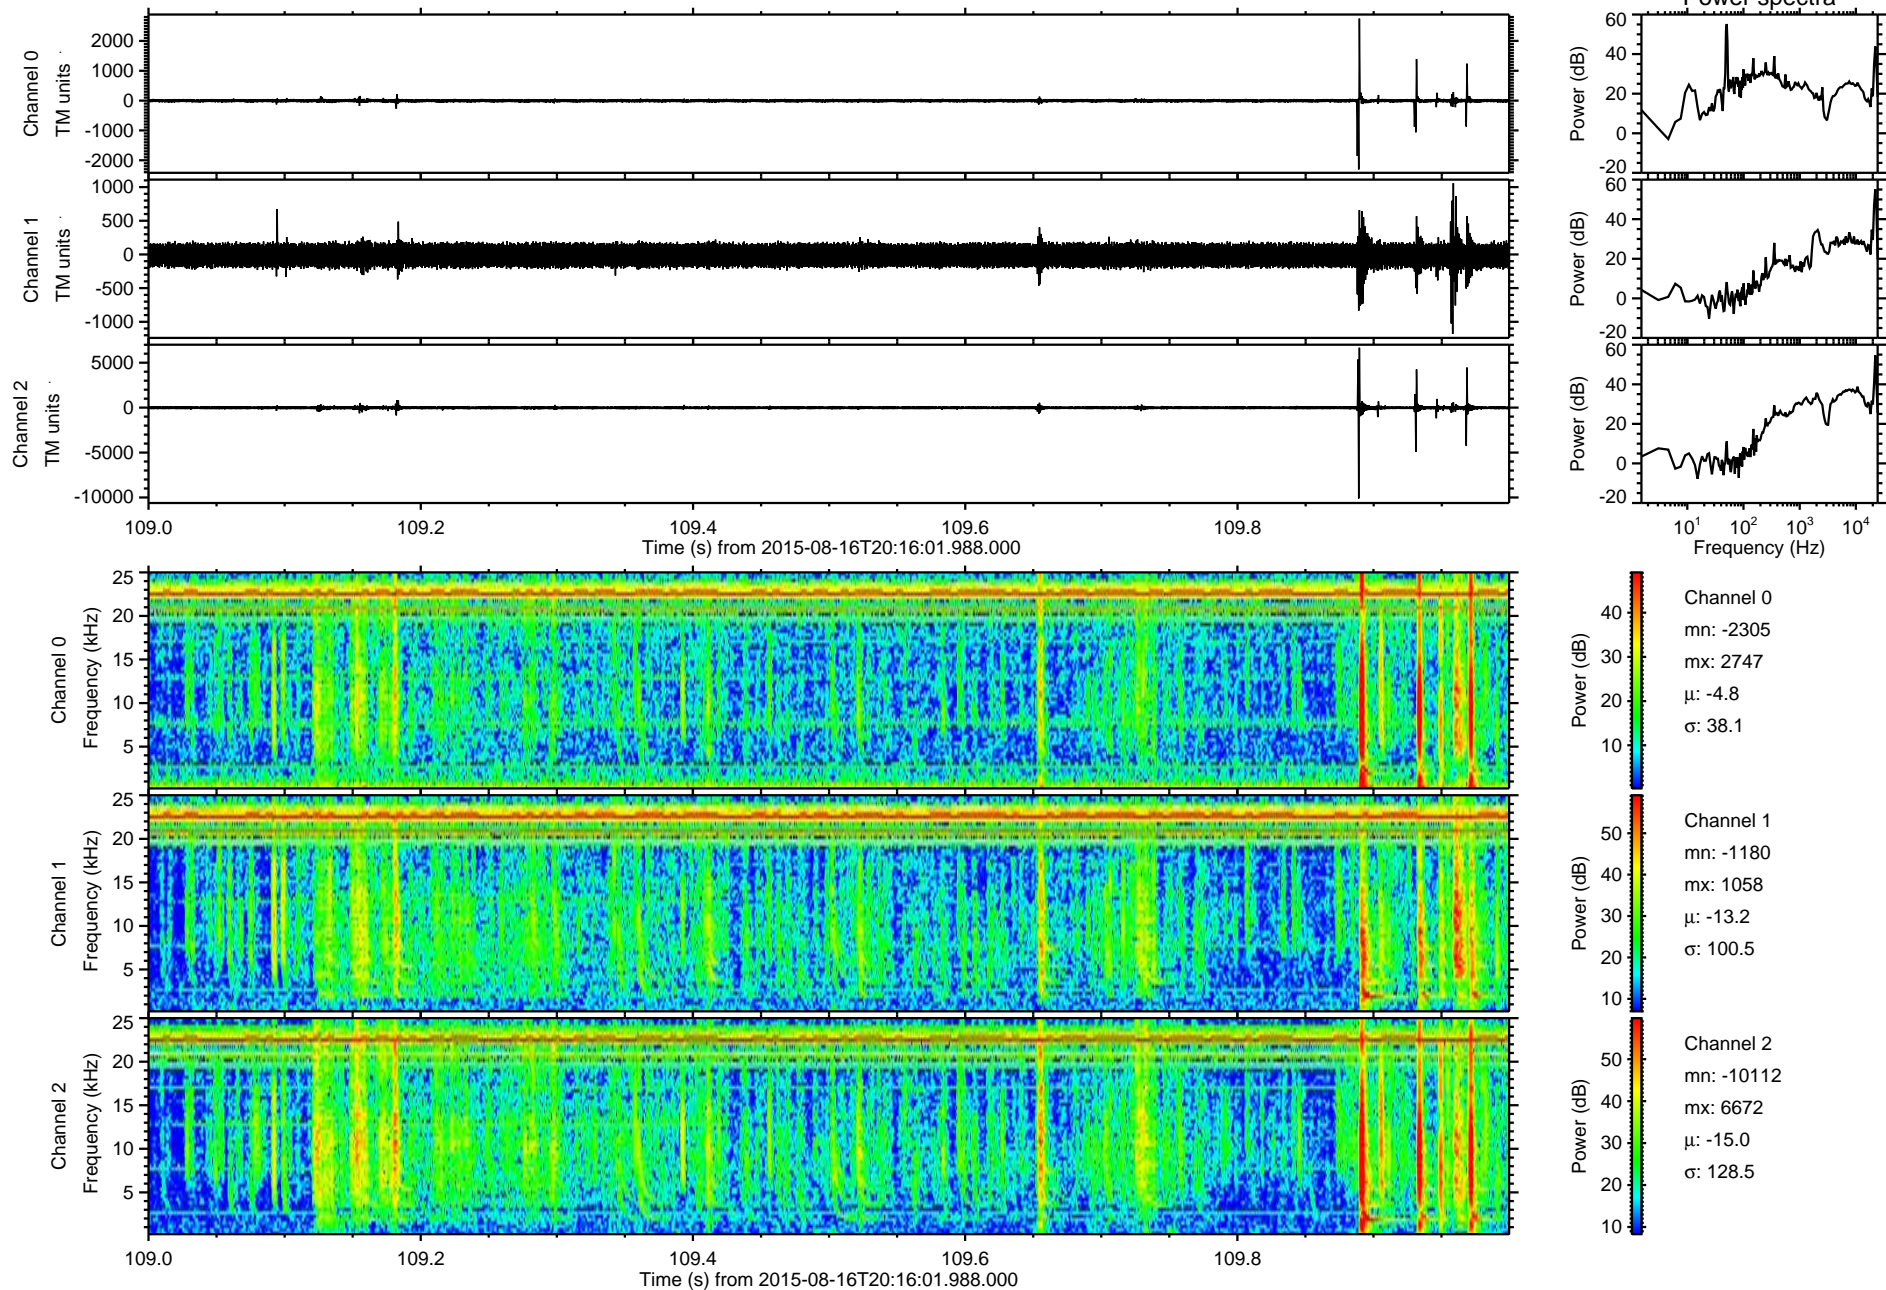 Power spectra
Channel 0
TM units
2000
1000
0
-1000
-2000
Power (dB)
60
40
20
0
-20
Channel 1
TM units
1000
500
0
-500
-1000
Power (dB)
60
40
20
0
-20
Channel 2
TM units
5000
0
-5000
-10000
Power (dB)
60
40
20
0
-20
109.0 109.2 109.4 109.6 109.8
Time (s) from 2015-08-16T20:16:01.988.000
10¹ 10² 10³ 10⁴
Frequency (Hz)
Channel 0
Frequency (kHz)
25
20
15
10
5
Power (dB)
40
30
20
10
Channel 0
mn: -2305
mx: 2747
μ: -4.8
σ: 38.1
Channel 1
Frequency (kHz)
25
20
15
10
5
Power (dB)
50
40
30
20
10
Channel 1
mn: -1180
mx: 1058
μ: -13.2
σ: 100.5
Channel 2
Frequency (kHz)
25
20
15
10
5
Power (dB)
50
40
30
20
10
Channel 2
mn: -10112
mx: 6672
μ: -15.0
σ: 128.5
109.0 109.2 109.4 109.6 109.8
Time (s) from 2015-08-16T20:16:01.988.000